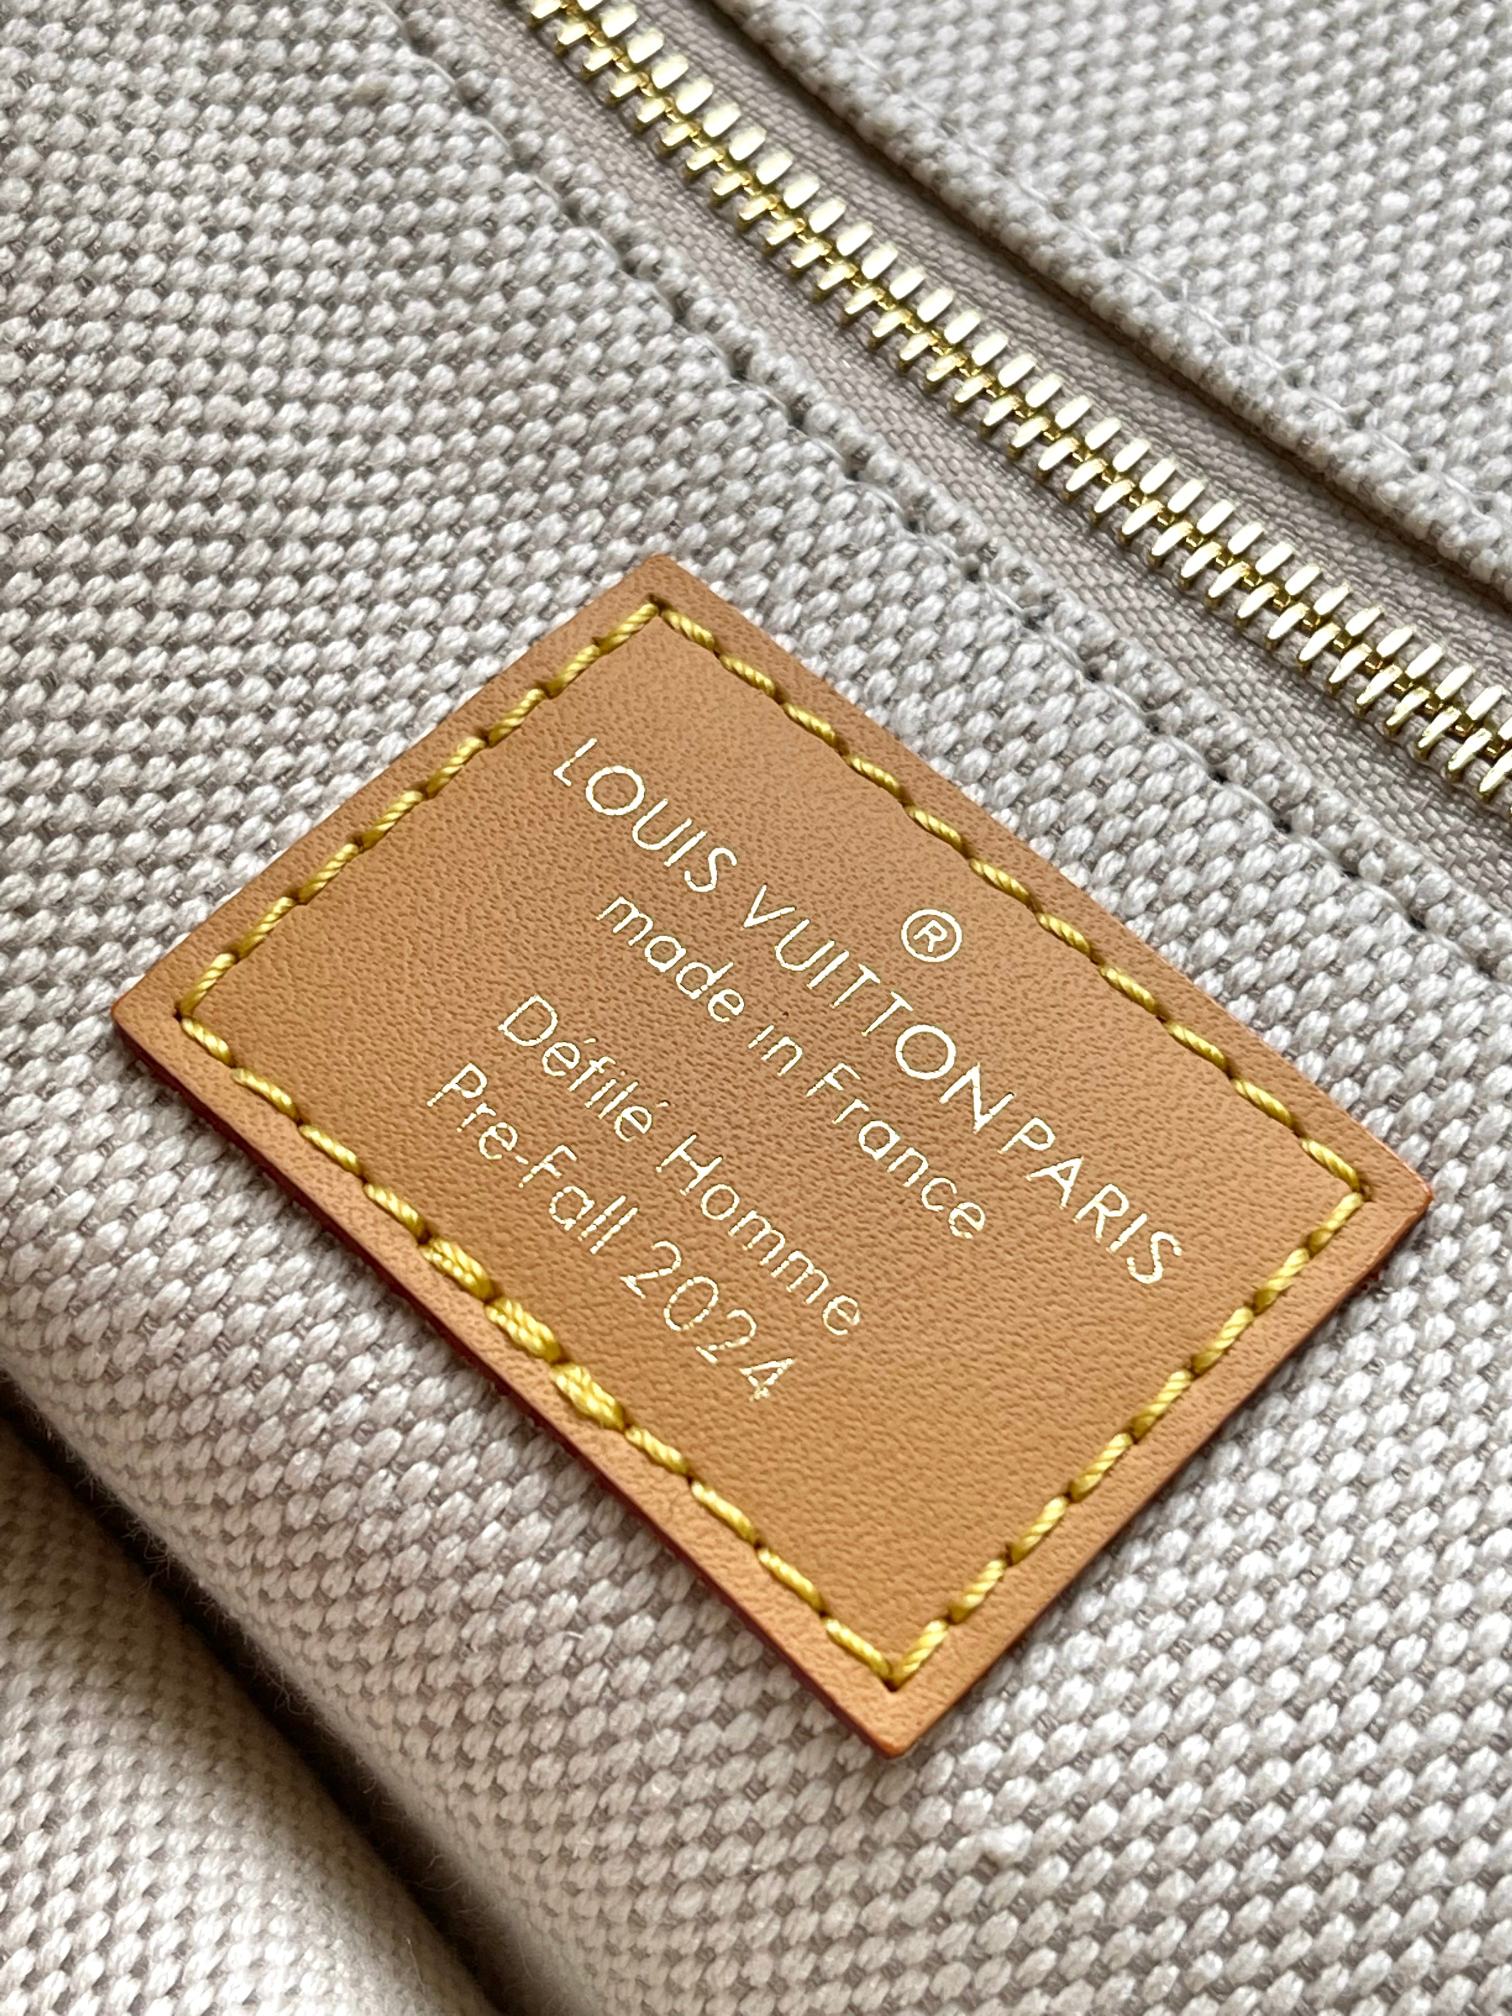 ®
LOUIS VUITTON PARIS
made in France
Défilé Homme
Pre-Fall 2024